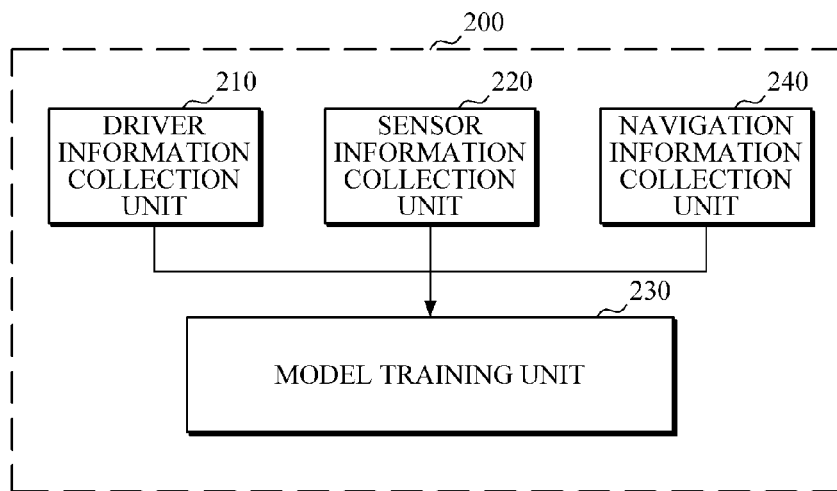 200
210
220
240
DRIVER
INFORMATION
COLLECTION
UNIT
SENSOR
INFORMATION
COLLECTION
UNIT
NAVIGATION
INFORMATION
COLLECTION
UNIT
230
MODEL TRAINING UNIT